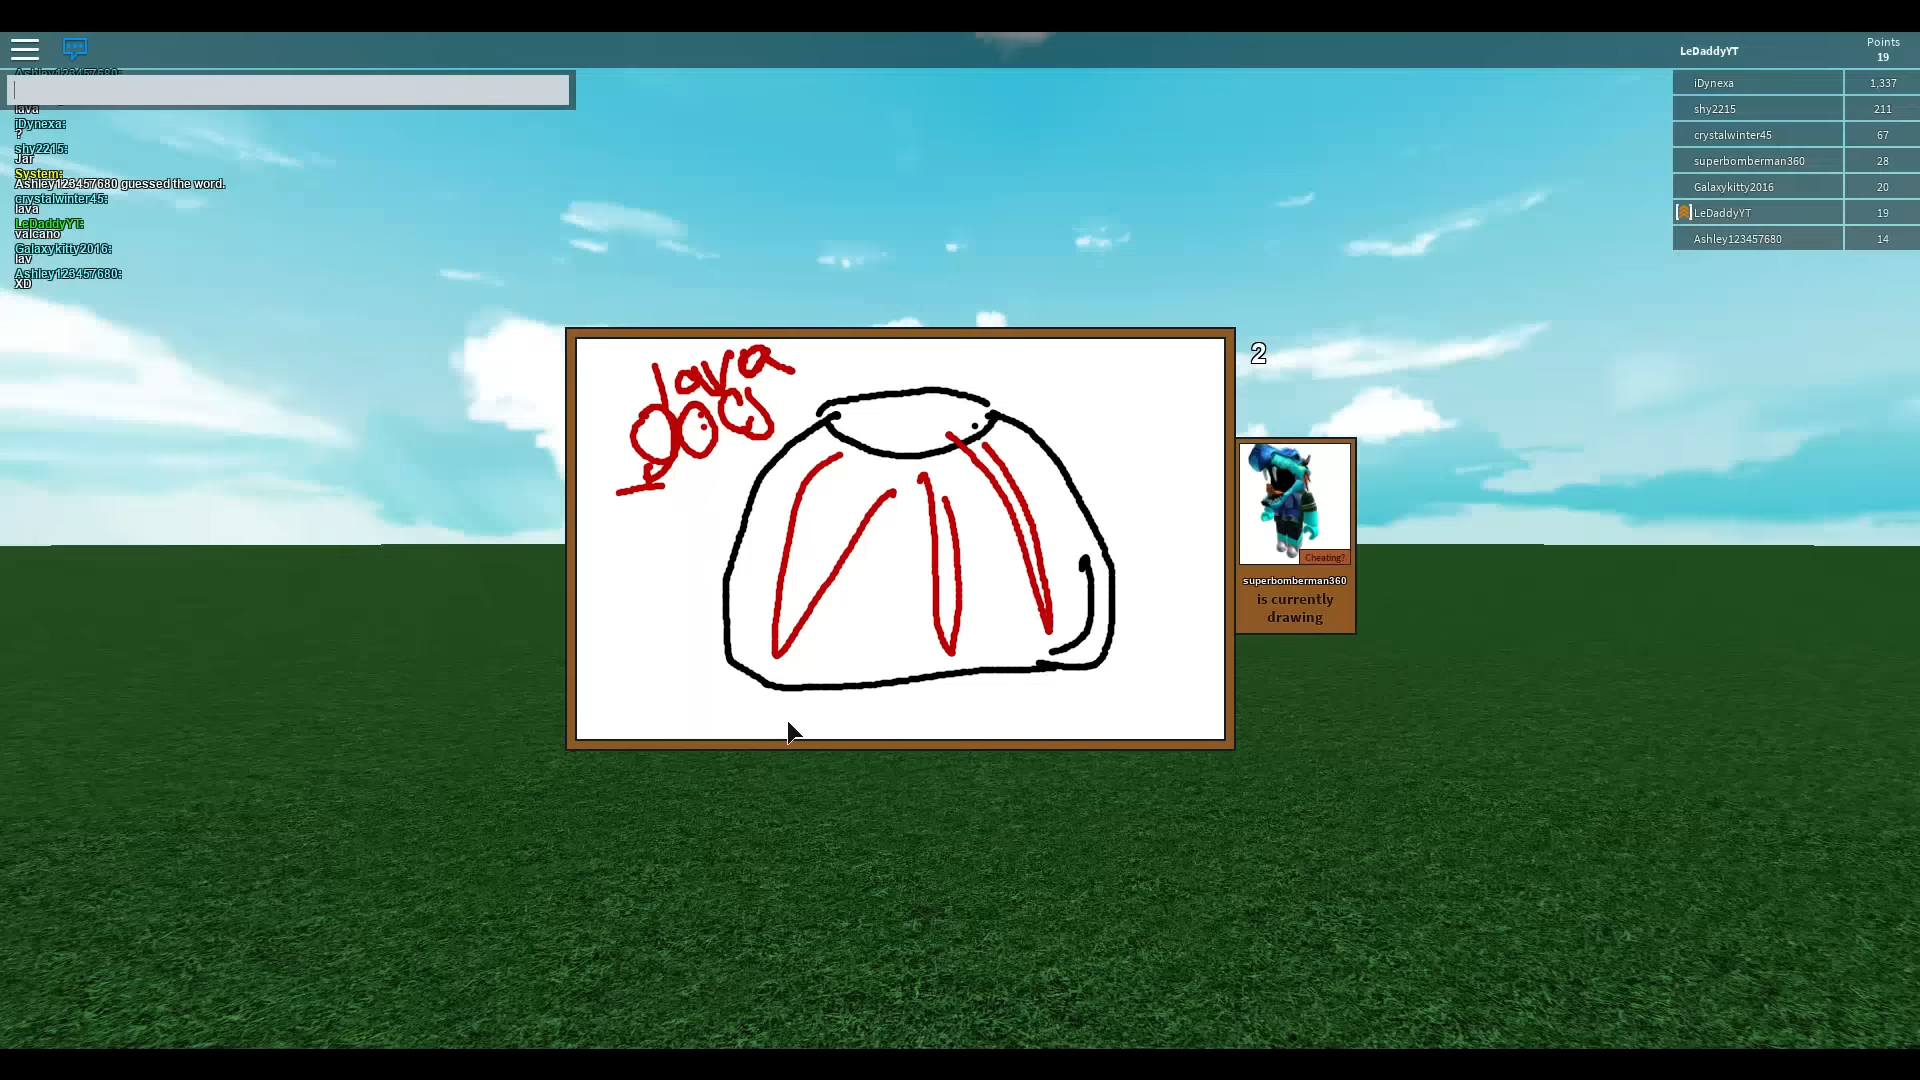 LeDaddyYT
Points
19
Ashley123457680:
lava
iDynexa:
?
shy2215:
Jar
System:
Ashley123457680 guessed the word.
crystalwinter45:
lava
LeDaddyYT:
valcano
Galaxykitty2016:
lav
Ashley123457680:
XD
iDynexa 1,337
shy2215 211
crystalwinter45 67
superbomberman360 28
Galaxykitty2016 20
LeDaddyYT 19
Ashley123457680 14
lava
2
Cheating?
superbomberman360
is currently
drawing